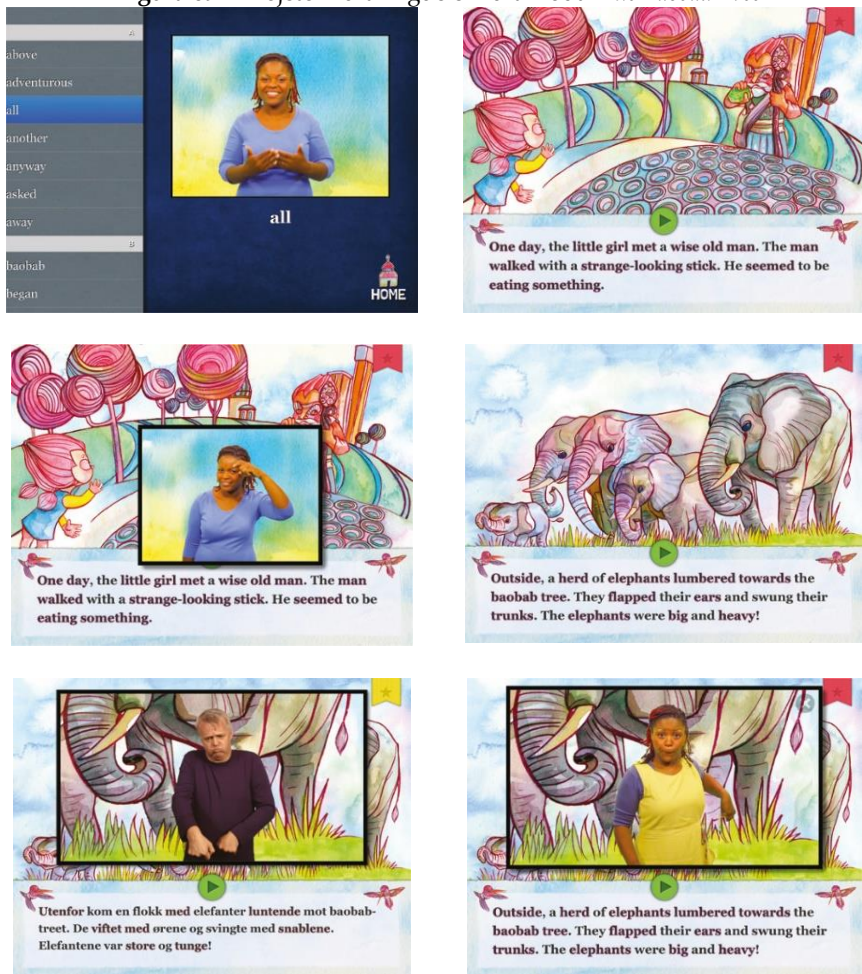 A
above
adventurous
all
another
anyway
asked
away
B
baobab
began
all
HOME
One day, the little girl met a wise old man. The man
walked with a strange-looking stick. He seemed to be
eating something.
One day, the little girl met a wise old man. The man
walked with a strange-looking stick. He seemed to be
eating something.
Outside, a herd of elephants lumbered towards the
baobab tree. They flapped their ears and swung their
trunks. The elephants were big and heavy!
Utenfor kom en flokk med elefanter luntende mot baobab-
treet. De viftet med ørene og svingte med snablene.
Elefantene var store og tunge!
Outside, a herd of elephants lumbered towards the
baobab tree. They flapped their ears and swung their
trunks. The elephants were big and heavy!